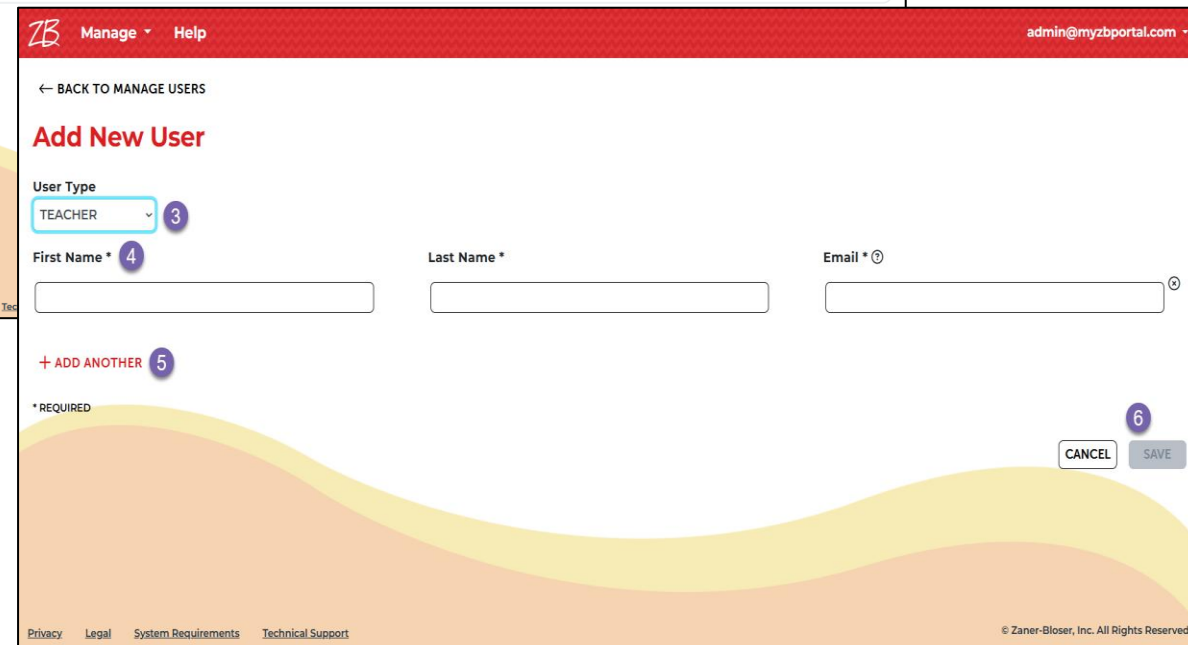 ZB Manage Help admin@myzbportal.com
← BACK TO MANAGE USERS
Add New User
User Type
TEACHER 3
First Name * 4 Last Name * Email * ?
+ ADD ANOTHER 5
* REQUIRED
6
CANCEL SAVE
Tec
Privacy Legal System Requirements Technical Support © Zaner-Bloser, Inc. All Rights Reserved